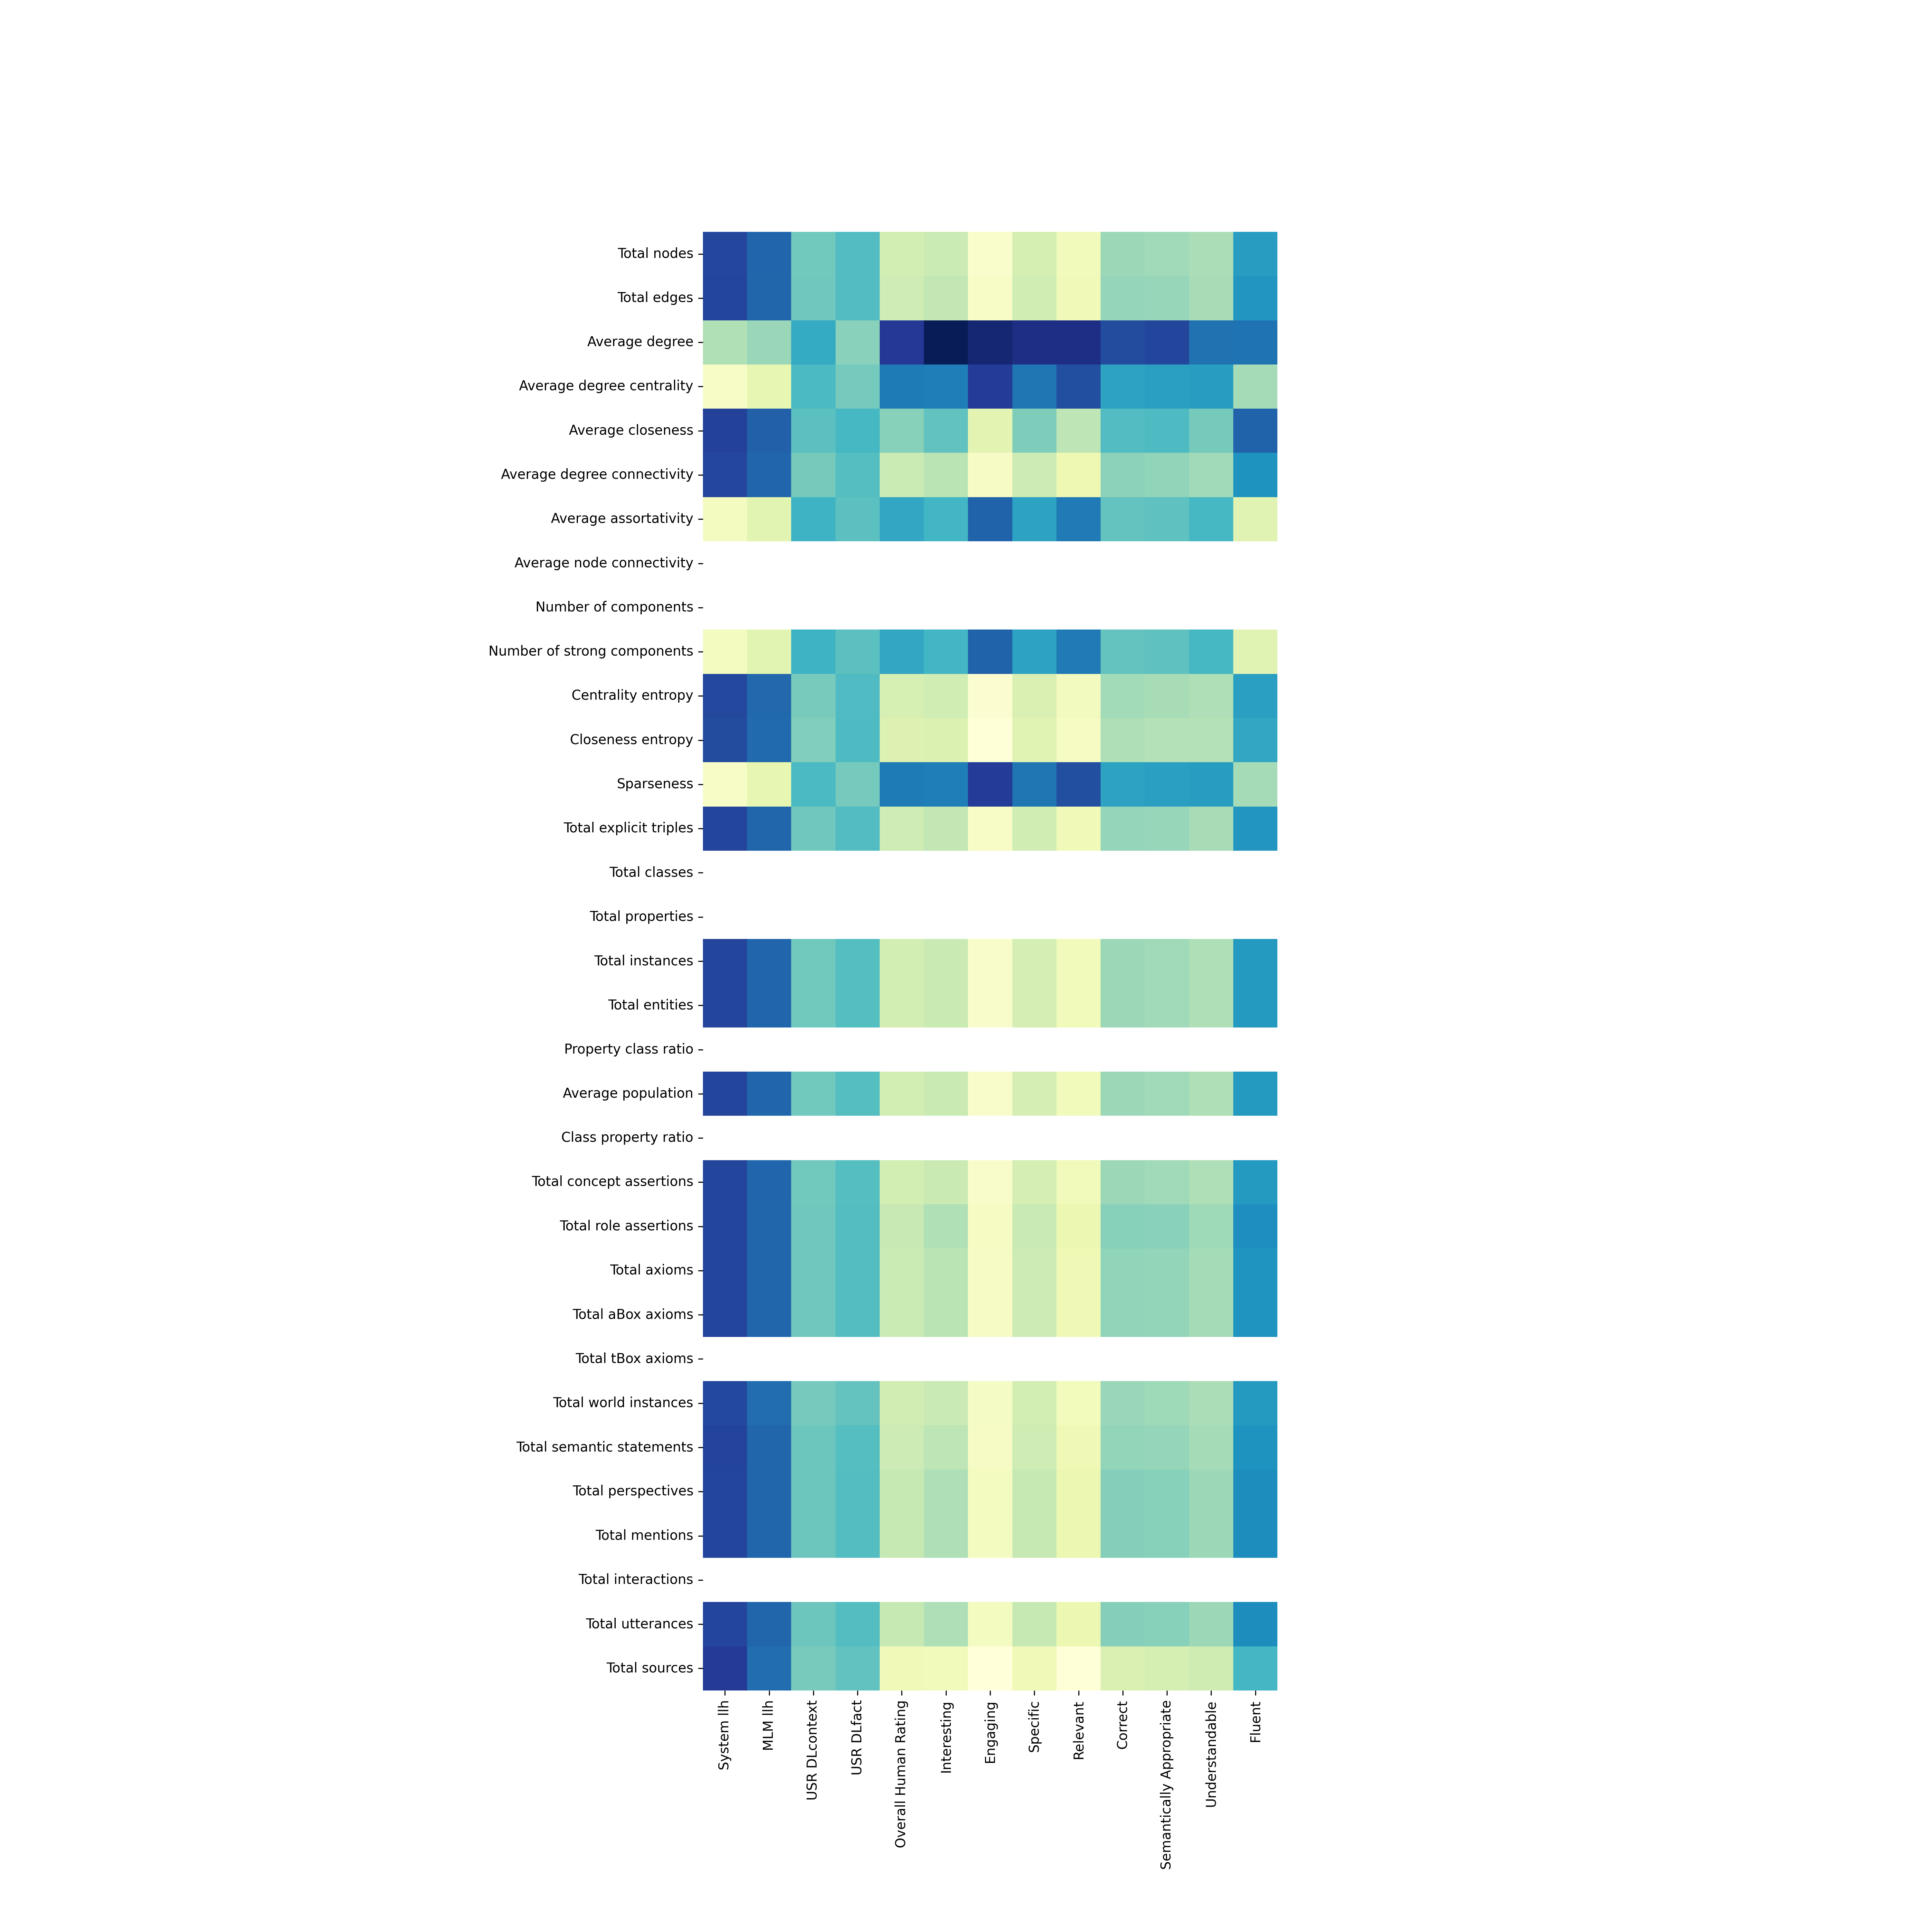 Total nodes
Total edges
Average degree
Average degree centrality
Average closeness
Average degree connectivity
Average assortativity
Average node connectivity
Number of components
Number of strong components
Centrality entropy
Closeness entropy
Sparseness
Total explicit triples
Total classes
Total properties
Total instances
Total entities
Property class ratio
Average population
Class property ratio
Total concept assertions
Total role assertions
Total axioms
Total aBox axioms
Total tBox axioms
Total world instances
Total semantic statements
Total perspectives
Total mentions
Total interactions
Total utterances
Total sources
System llh
MLM llh
USR DLcontext
USR DLfact
Overall Human Rating
Interesting
Engaging
Specific
Relevant
Correct
Semantically Appropriate
Understandable
Fluent